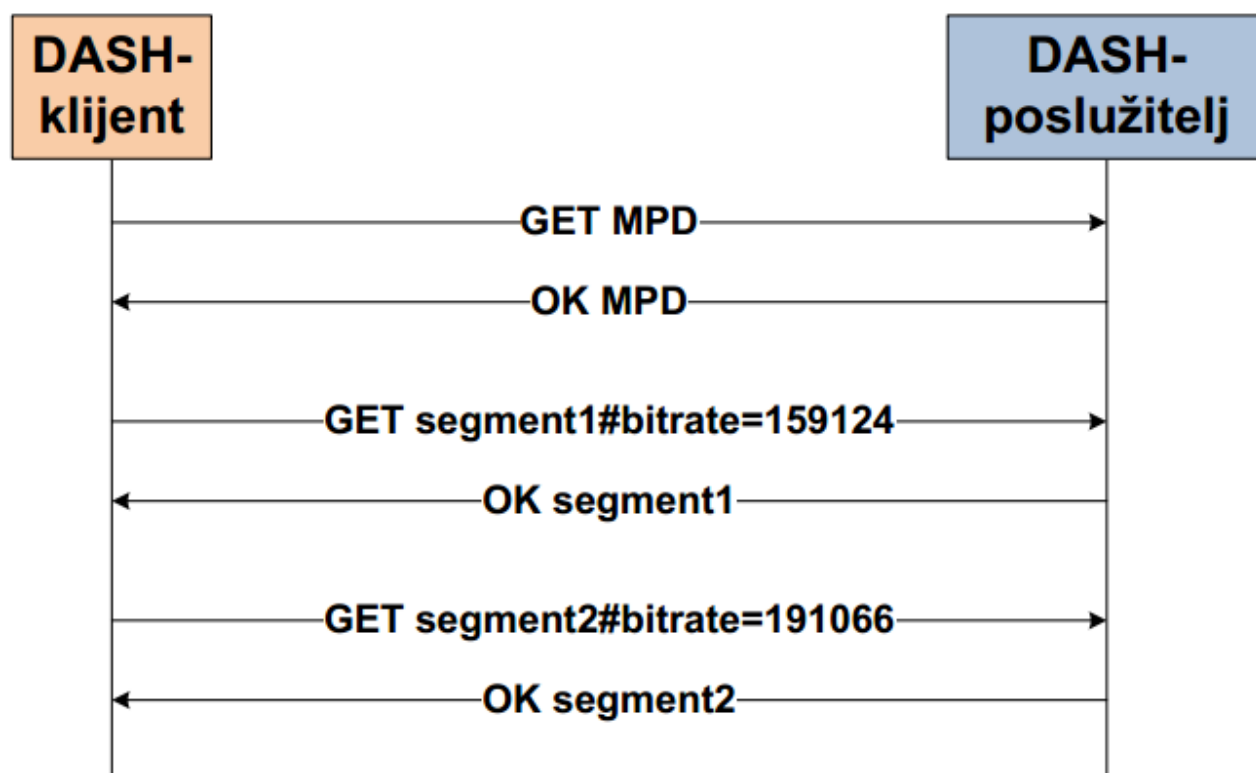 DASH-
klijent
DASH-
poslužitelj
GET MPD
OK MPD
GET segment1#bitrate=159124
OK segment1
GET segment2#bitrate=191066
OK segment2